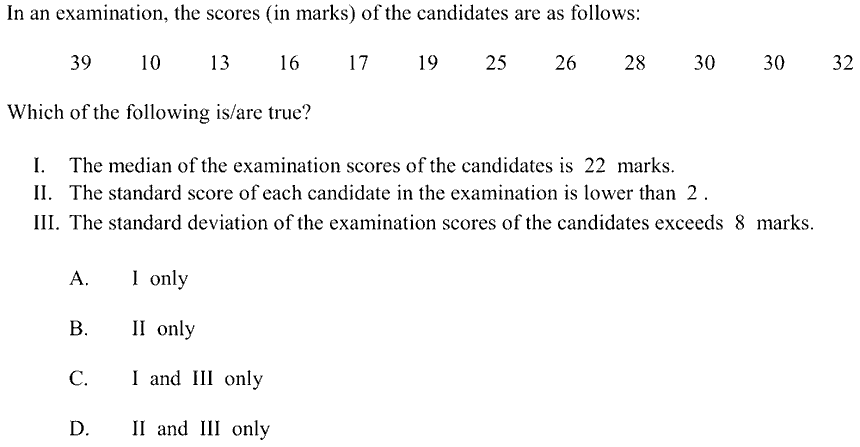 In an examination, the scores (in marks) of the candidates are as follows:
39 10 13 16 17 19 25 26 28 30 30 32
Which of the following is/are true?
I. The median of the examination scores of the candidates is 22 marks.
II. The standard score of each candidate in the examination is lower than 2 .
III. The standard deviation of the examination scores of the candidates exceeds 8 marks.
A. I only
B. II only
C. I and III only
D. II and III only